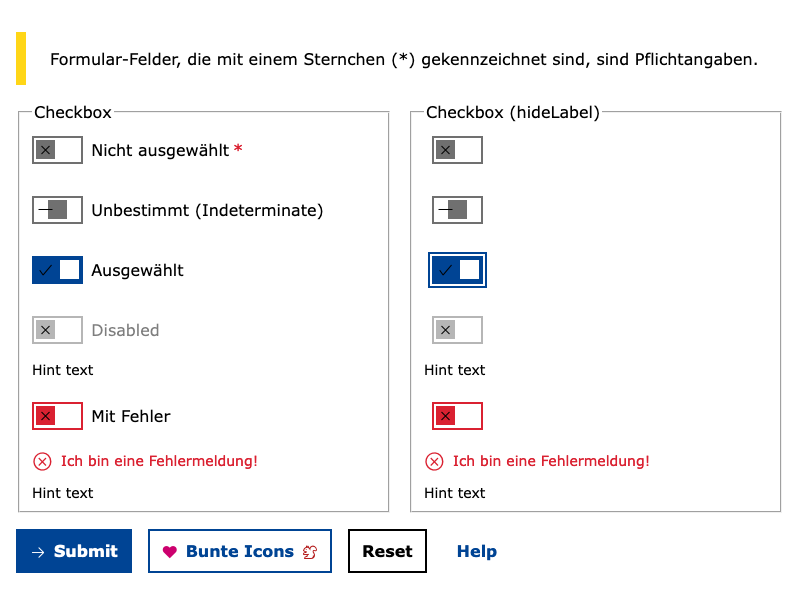 Formular-Felder, die mit einem Sternchen (*) gekennzeichnet sind, sind Pflichtangaben.
Checkbox
Nicht ausgewählt *
Unbestimmt (Indeterminate)
Ausgewählt
Disabled
Hint text
Mit Fehler
Ich bin eine Fehlermeldung!
Hint text
Checkbox (hideLabel)
Hint text
Ich bin eine Fehlermeldung!
Hint text
Submit
Bunte Icons
Reset
Help